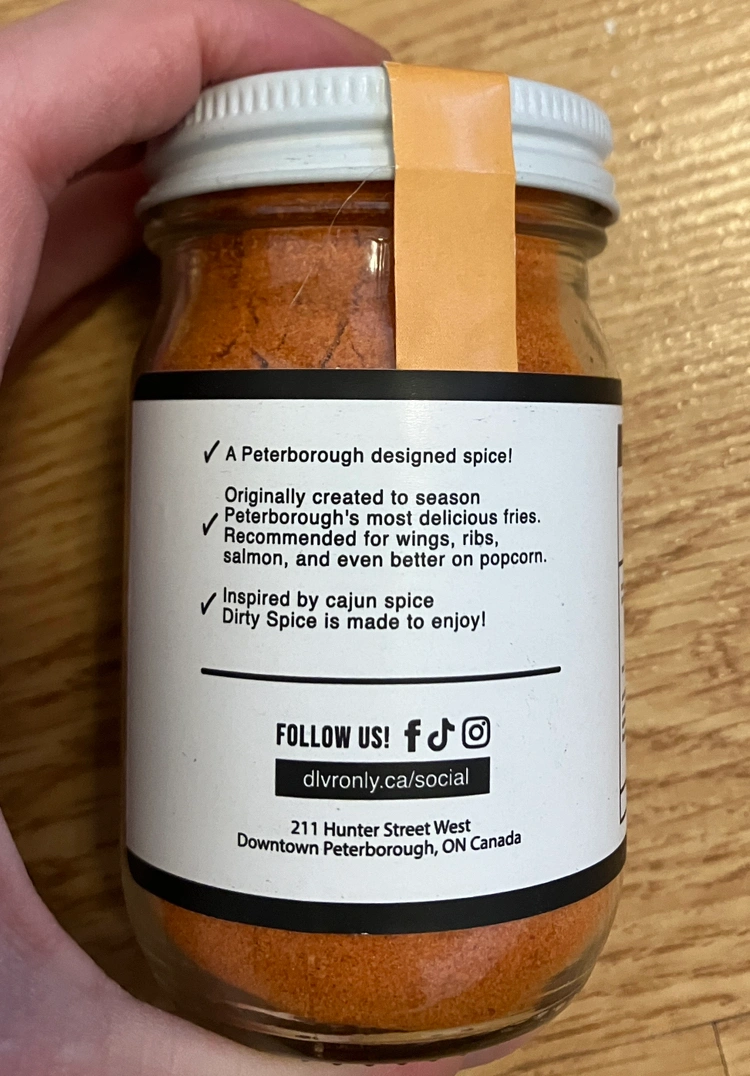 ✓ A Peterborough designed spice!
Originally created to season
✓ Peterborough's most delicious fries.
Recommended for wings, ribs,
salmon, and even better on popcorn.
✓ Inspired by cajun spice
Dirty Spice is made to enjoy!
FOLLOW US!
dlvronly.ca/social
211 Hunter Street West
Downtown Peterborough, ON Canada